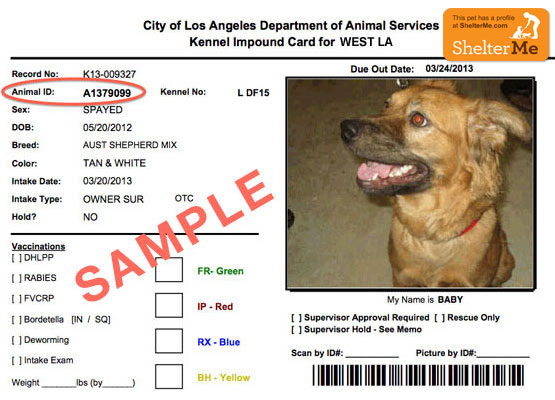 City of Los Angeles Department of Animal Services
Kennel Impound Card for WEST LA
This pet has a profile
at ShelterMe.com
ShelterMe
Record No: K13-009327
Due Out Date: 03/24/2013
Animal ID: A1379099 Kennel No: L DF15
Sex: SPAYED
DOB: 05/20/2012
Breed: AUST SHEPHERD MIX
Color: TAN & WHITE
Intake Date: 03/20/2013
Intake Type: OWNER SUR OTC
Hold? NO
SAMPLE
Vaccinations
[ ] DHLPP
[ ] RABIES
[ ] FVCRP
[ ] Bordetella [IN / SQ]
[ ] Deworming
[ ] Intake Exam
Weight _______lbs (by______)
FR- Green
IP - Red
RX - Blue
BH - Yellow
My Name is BABY
[ ] Supervisor Approval Required [ ] Rescue Only
[ ] Supervisor Hold - See Memo
Scan by ID#: __________ Picture by ID#: __________